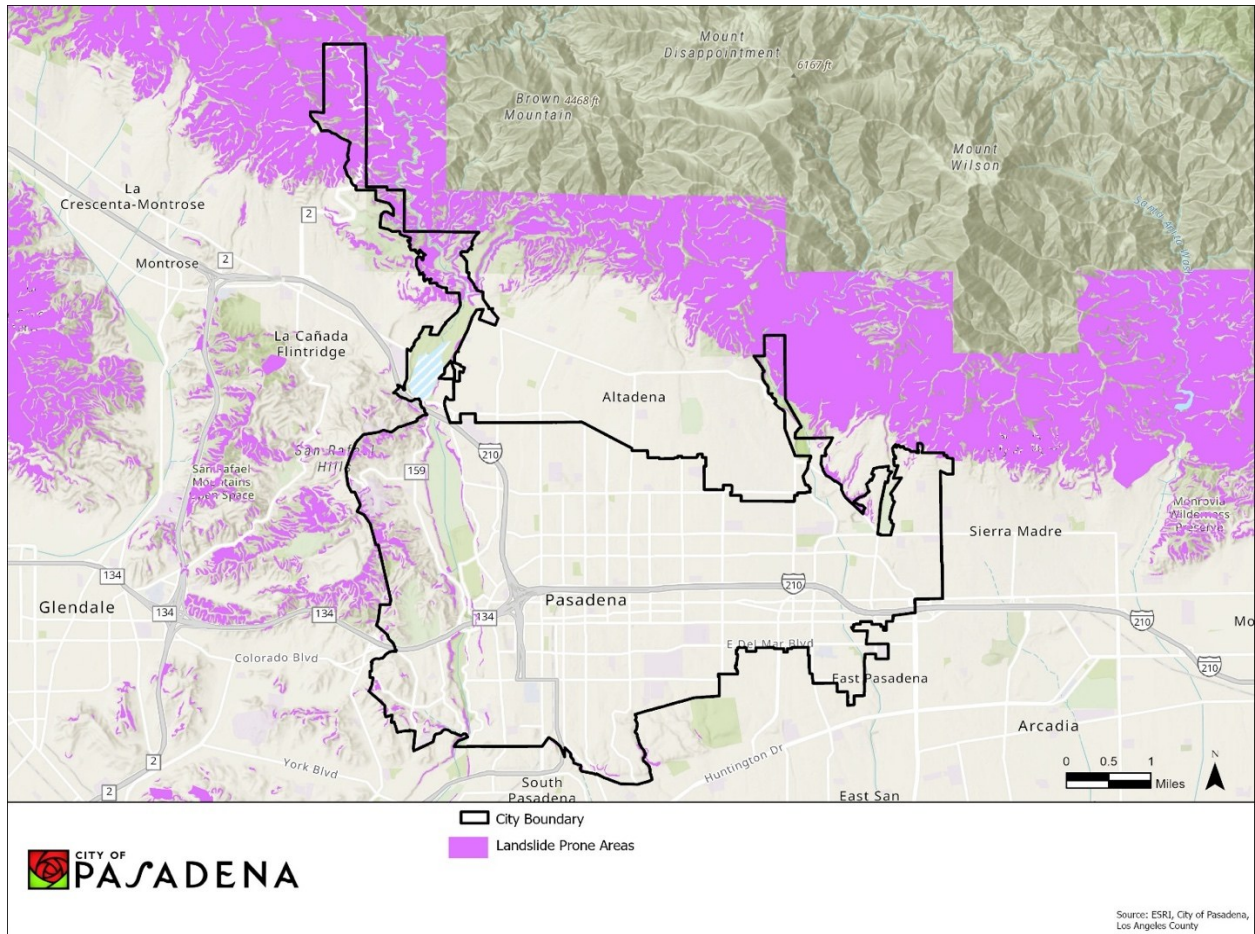 Mount
Disappointment
6167 ft
Brown 4468 ft
Mountain
Mount
Wilson
La
Crescenta-Montrose
2
Montrose
2
La Cañada
Flintridge
Altadena
210
159
Sierra Madre
134
Glendale
134
134
134
Pasadena
210
210
Mo
Colorado Blvd
E Del Mar Blvd
210
East Pasadena
Arcadia
York Blvd
2
2
Huntington Dr
South
Pasadena
East San
0 0.5 1
Miles
N
City Boundary
Landslide Prone Areas
CITY OF
PASADENA
Source: ESRI, City of Pasadena,
Los Angeles County